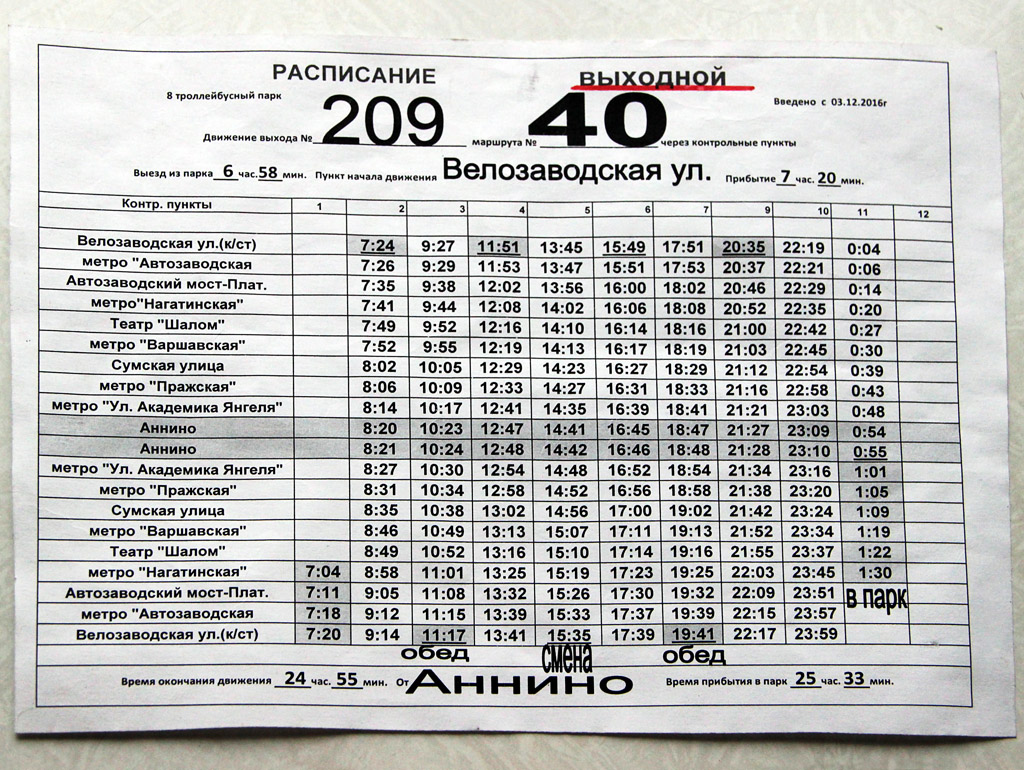 РАСПИСАНИЕ ВЫХОДНОЙ
8 троллейбусный парк Введено с 03.12.2016г
Движение выхода № 209 маршрута № 40 через контрольные пункты
Выезд из парка 6 час. 58 мин. Пункт начала движения Велозаводская ул. Прибытие 7 час. 20 мин.
Контр. пункты 1 2 3 4 5 6 7 9 10 11 12
Велозаводская ул.(к/ст) 7:24 9:27 11:51 13:45 15:49 17:51 20:35 22:19 0:04
метро "Автозаводская 7:26 9:29 11:53 13:47 15:51 17:53 20:37 22:21 0:06
Автозаводский мост-Плат. 7:35 9:38 12:02 13:56 16:00 18:02 20:46 22:29 0:14
метро"Нагатинская" 7:41 9:44 12:08 14:02 16:06 18:08 20:52 22:35 0:20
Театр "Шалом" 7:49 9:52 12:16 14:10 16:14 18:16 21:00 22:42 0:27
метро "Варшавская" 7:52 9:55 12:19 14:13 16:17 18:19 21:03 22:45 0:30
Сумская улица 8:02 10:05 12:29 14:23 16:27 18:29 21:12 22:54 0:39
метро "Пражская" 8:06 10:09 12:33 14:27 16:31 18:33 21:16 22:58 0:43
метро "Ул. Академика Янгеля" 8:14 10:17 12:41 14:35 16:39 18:41 21:21 23:03 0:48
Аннино 8:20 10:23 12:47 14:41 16:45 18:47 21:27 23:09 0:54
Аннино 8:21 10:24 12:48 14:42 16:46 18:48 21:28 23:10 0:55
метро "Ул. Академика Янгеля" 8:27 10:30 12:54 14:48 16:52 18:54 21:34 23:16 1:01
метро "Пражская" 8:31 10:34 12:58 14:52 16:56 18:58 21:38 23:20 1:05
Сумская улица 8:35 10:38 13:02 14:56 17:00 19:02 21:42 23:24 1:09
метро "Варшавская" 8:46 10:49 13:13 15:07 17:11 19:13 21:52 23:34 1:19
Театр "Шалом" 8:49 10:52 13:16 15:10 17:14 19:16 21:55 23:37 1:22
метро "Нагатинская" 7:04 8:58 11:01 13:25 15:19 17:23 19:25 22:03 23:45 1:30
Автозаводский мост-Плат. 7:11 9:05 11:08 13:32 15:26 17:30 19:32 22:09 23:51 в парк
метро "Автозаводская 7:18 9:12 11:15 13:39 15:33 17:37 19:39 22:15 23:57
Велозаводская ул.(к/ст) 7:20 9:14 11:17 13:41 15:35 17:39 19:41 22:17 23:59
обед смена обед
Время окончания движения 24 час. 55 мин. От Аннино Время прибытия в парк 25 час. 33 мин.